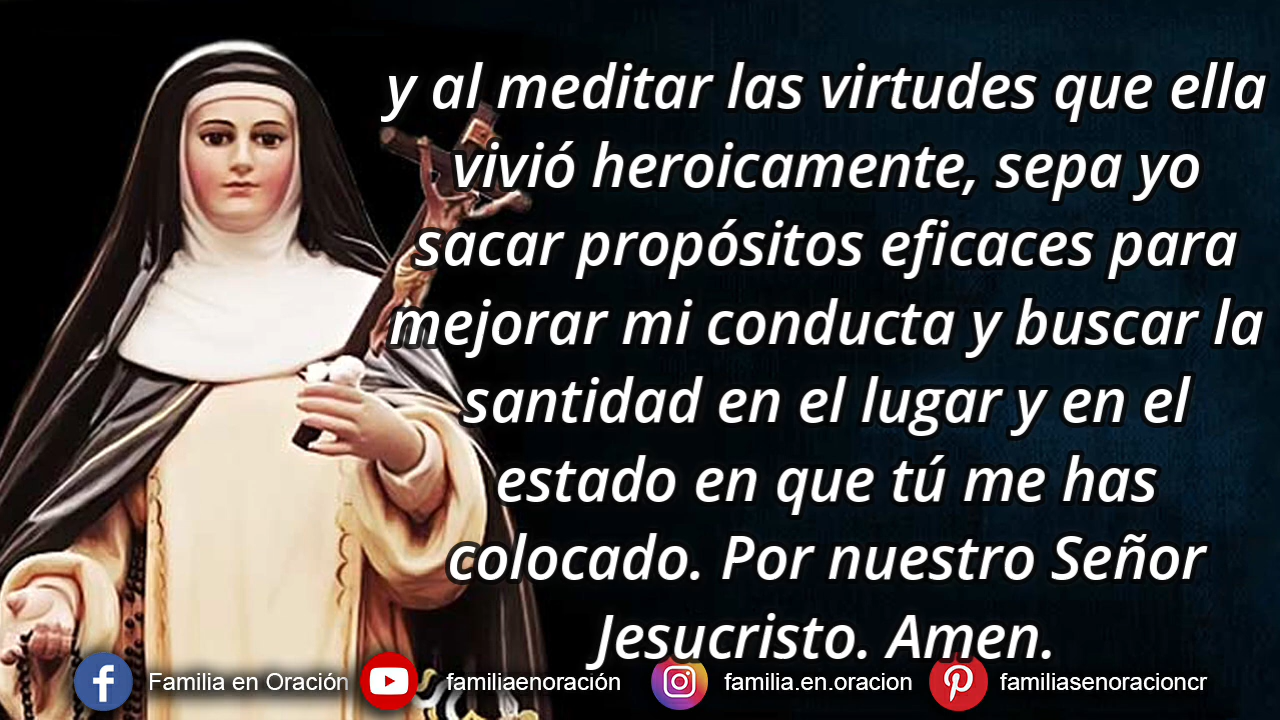 y al meditar las virtudes que ella
vivió heroicamente, sepa yo
sacar propósitos eficaces para
mejorar mi conducta y buscar la
santidad en el lugar y en el
estado en que tú me has
colocado. Por nuestro Señor
Jesucristo. Amen.
Familia en Oración familiaenoración familia.en.oracion familiasenoracioncr